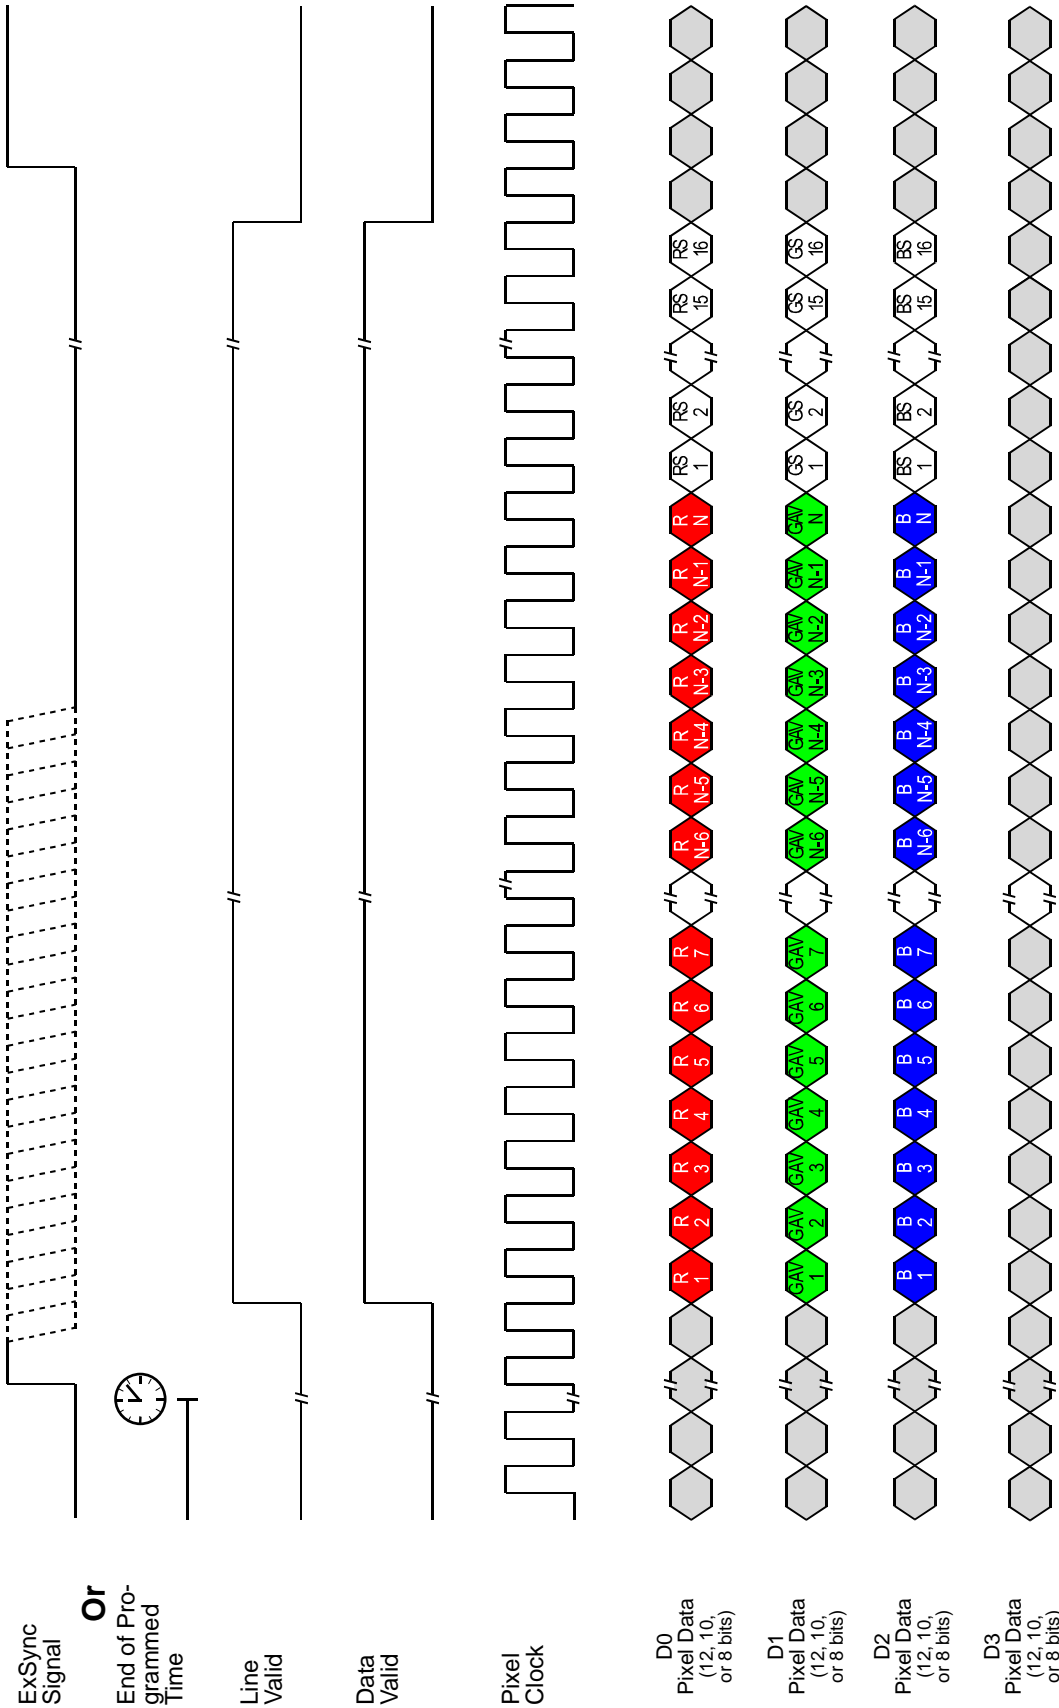 ExSync
Signal
Or
End of Pro-
grammed
Time
Line
Valid
Data
Valid
Pixel
Clock
D0
Pixel Data
(12, 10,
or 8 bits)
R 1
R 2
R 3
R 4
R 5
R 6
R 7
R N-6
R N-5
R N-4
R N-3
R N-2
R N-1
R N
RS 1
RS 2
RS 15
RS 16
D1
Pixel Data
(12, 10,
or 8 bits)
GAV 1
GAV 2
GAV 3
GAV 4
GAV 5
GAV 6
GAV 7
GAV N-6
GAV N-5
GAV N-4
GAV N-3
GAV N-2
GAV N-1
GAV N
GS 1
GS 2
GS 15
GS 16
D2
Pixel Data
(12, 10,
or 8 bits)
B 1
B 2
B 3
B 4
B 5
B 6
B 7
B N-6
B N-5
B N-4
B N-3
B N-2
B N-1
B N
BS 1
BS 2
BS 15
BS 16
D3
Pixel Data
(12, 10,
or 8 bits)